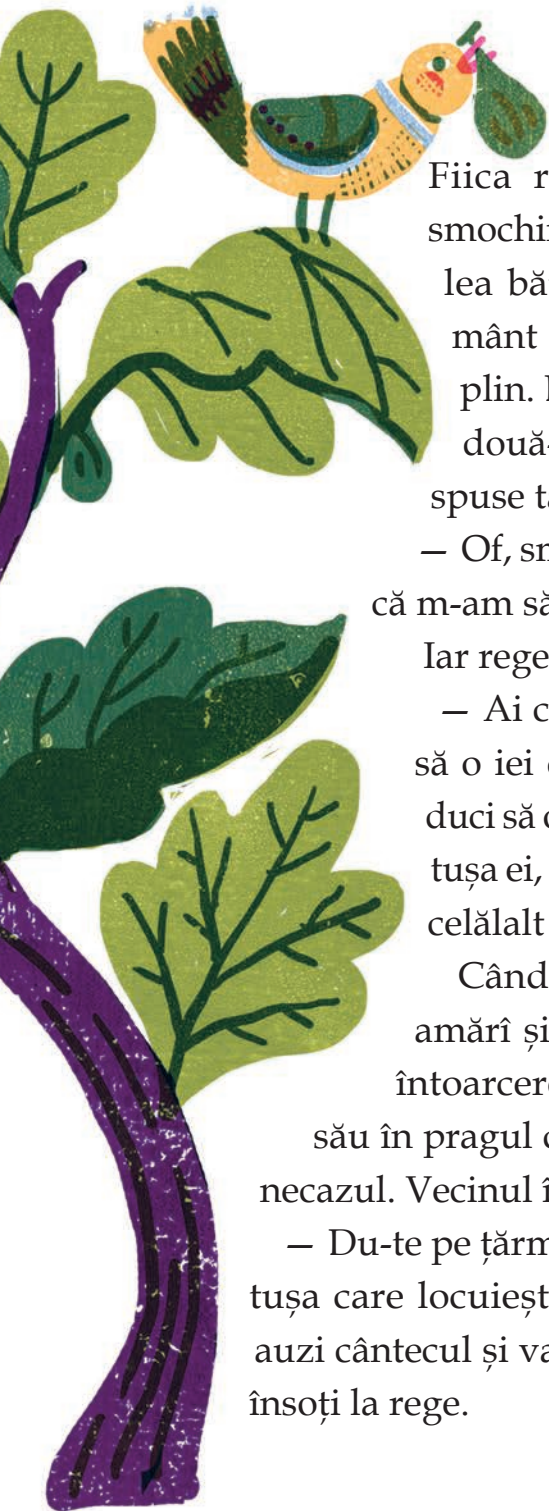 Fiica r
smochin
lea bă
mânt
plin.
două-
spuse ta
— Of, sm
că m-am să
Iar rege
— Ai c
să o iei
duci să
tușa ei,
celălalt
Când
amărî și
întoarcere
său în pragul
necazul. Vecinul î
— Du-te pe țărm
tușa care locuiești
auzi cântecul și va
însoți la rege.